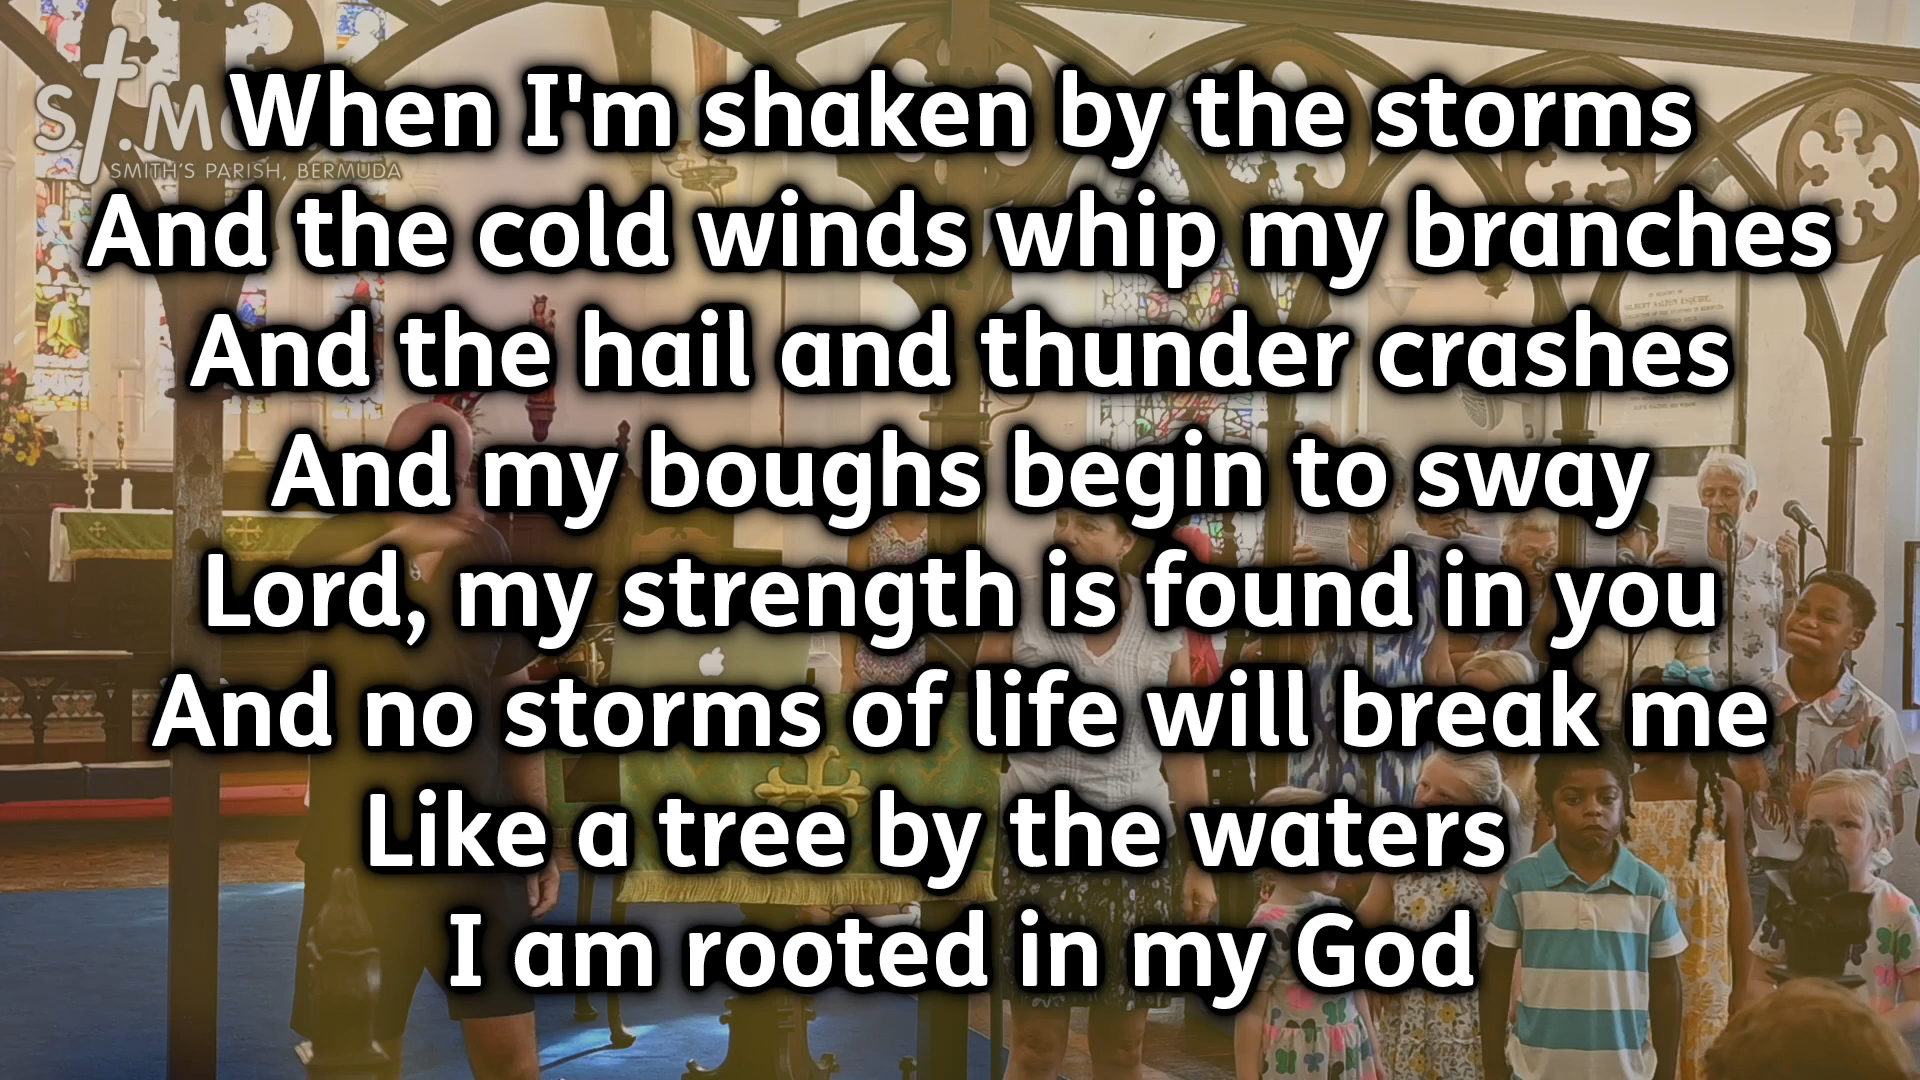 ST.M
SMITH'S PARISH, BERMUDA
When I'm shaken by the storms
And the cold winds whip my branches
And the hail and thunder crashes
And my boughs begin to sway
Lord, my strength is found in you
And no storms of life will break me
Like a tree by the waters
I am rooted in my God